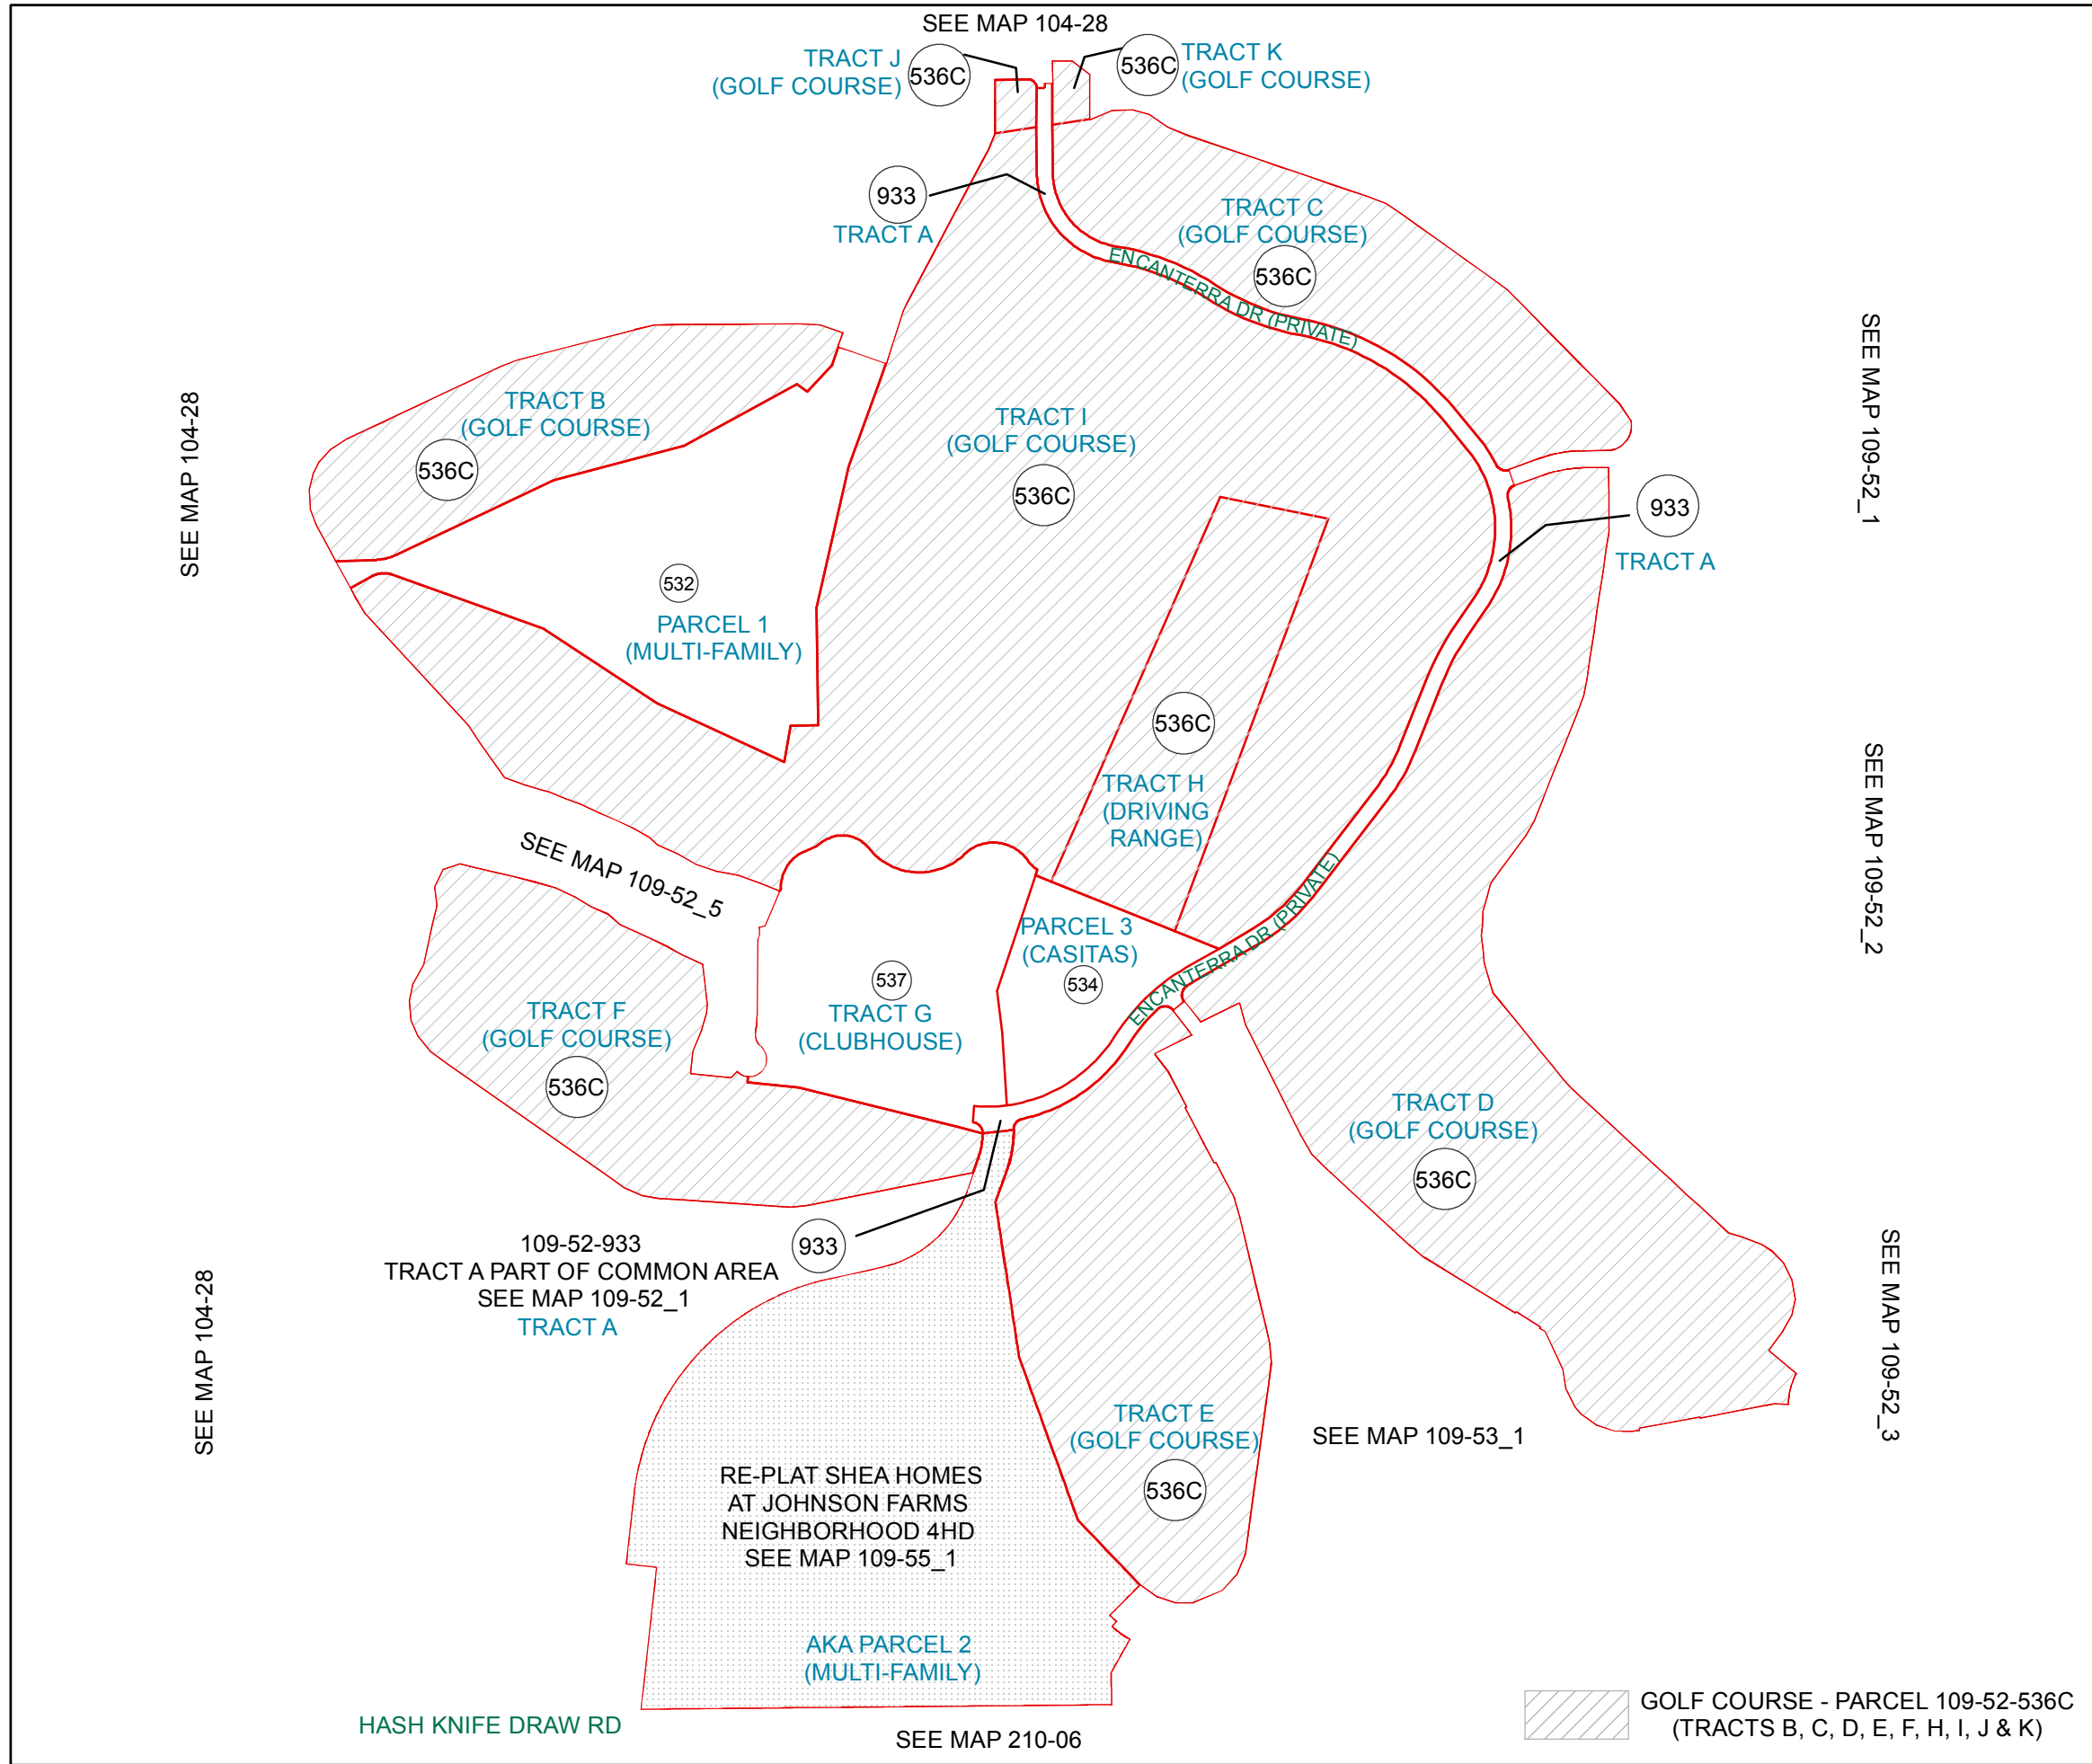 SEE MAP 104-28
TRACT J
(GOLF COURSE)
536C
536C
TRACT K
(GOLF COURSE)
933
TRACT A
TRACT C
(GOLF COURSE)
536C
ENCANTERRA DR (PRIVATE)
SEE MAP 109-52_1
SEE MAP 104-28
TRACT B
(GOLF COURSE)
536C
TRACT I
(GOLF COURSE)
536C
933
TRACT A
532
PARCEL 1
(MULTI-FAMILY)
536C
TRACT H
(DRIVING
RANGE)
SEE MAP 109-52_2
SEE MAP 109-52_5
PARCEL 3
(CASITAS)
534
ENCANTERRA DR (PRIVATE)
537
TRACT G
(CLUBHOUSE)
TRACT F
(GOLF COURSE)
536C
TRACT D
(GOLF COURSE)
536C
933
109-52-933
TRACT A PART OF COMMON AREA
SEE MAP 109-52_1
TRACT A
SEE MAP 104-28
SEE MAP 109-52_3
TRACT E
(GOLF COURSE)
536C
SEE MAP 109-53_1
RE-PLAT SHEA HOMES
AT JOHNSON FARMS
NEIGHBORHOOD 4HD
SEE MAP 109-55_1
AKA PARCEL 2
(MULTI-FAMILY)
HASH KNIFE DRAW RD
SEE MAP 210-06
GOLF COURSE - PARCEL 109-52-536C
(TRACTS B, C, D, E, F, H, I, J & K)